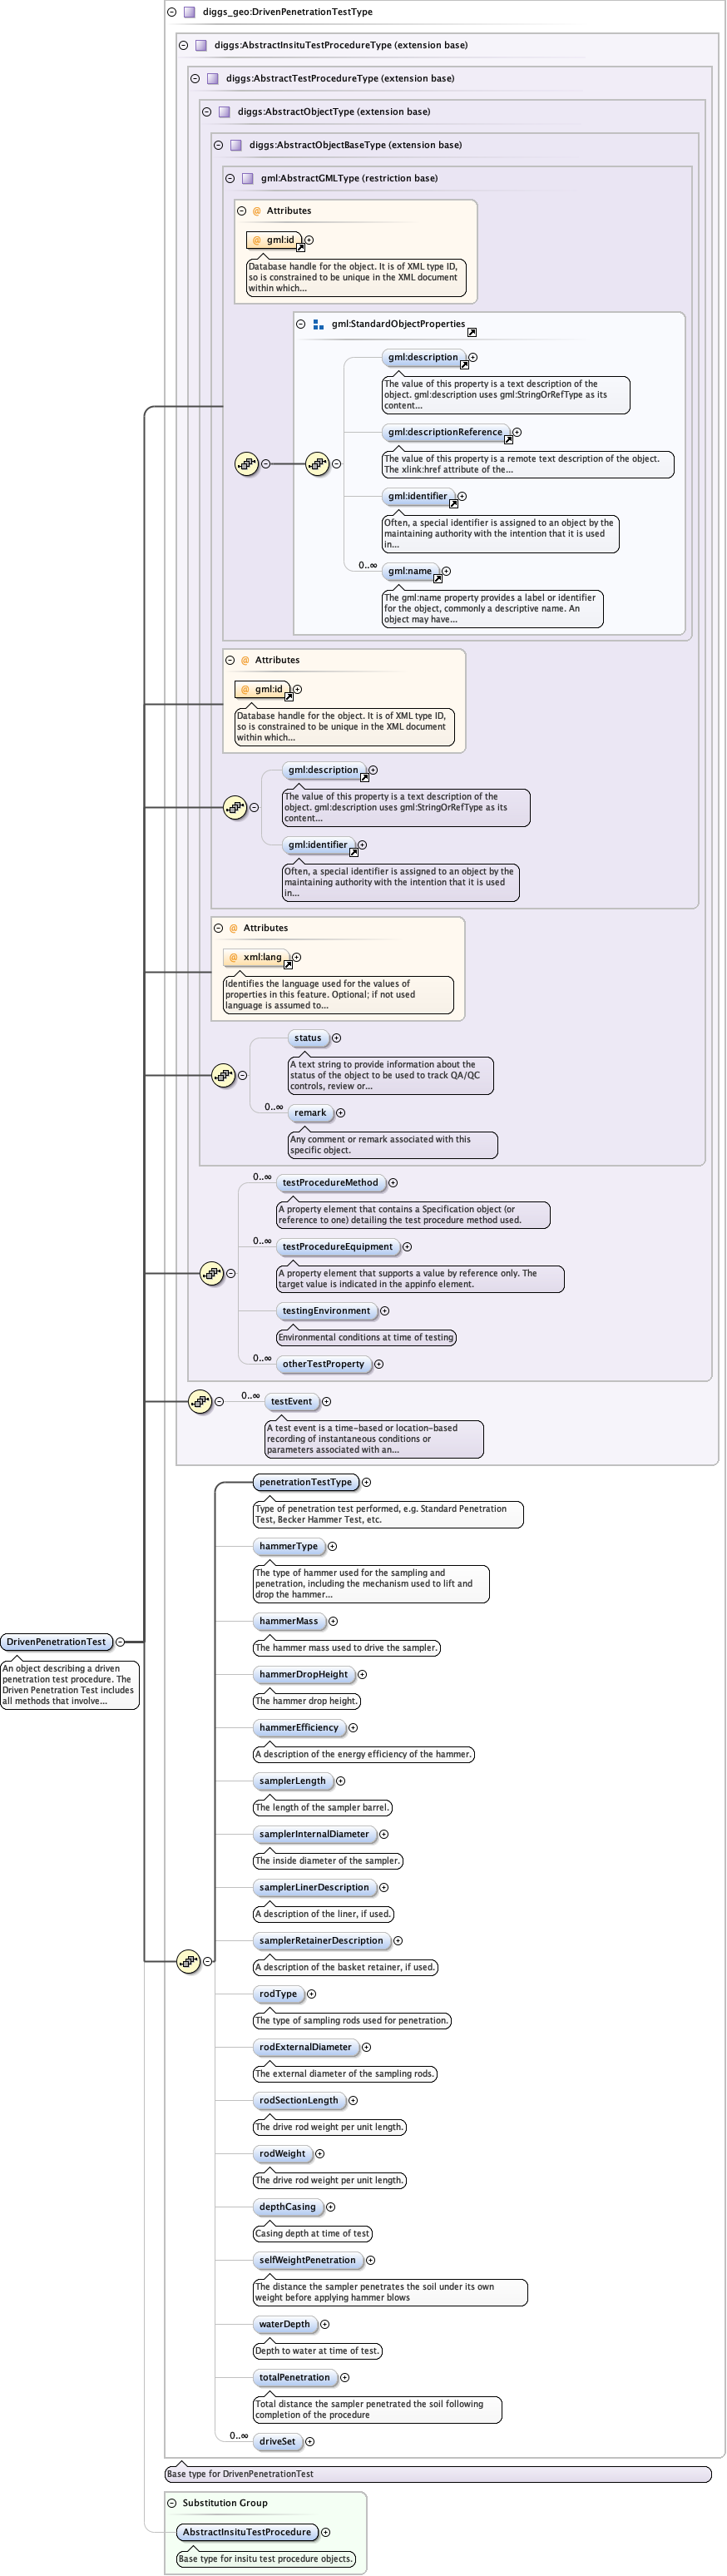 diggs_geo:DrivenPenetrationTestType
diggs:AbstractInsituTestProcedureType (extension base)
diggs:AbstractTestProcedureType (extension base)
diggs:AbstractObjectType (extension base)
diggs:AbstractObjectBaseType (extension base)
gml:AbstractGMLType (restriction base)
@ Attributes
gml:id
Database handle for the object. It is of XML type ID,
so is constrained to be unique in the XML document
within which...
gml:StandardObjectProperties
gml:description
The value of this property is a text description of the
object. gml:description uses gml:StringOrRefType as its
content...
gml:descriptionReference
The value of this property is a remote text description of the object.
The xlink:href attribute of the...
gml:identifier
Often, a special identifier is assigned to an object by the
maintaining authority with the intention that it is used
in...
0..∞
gml:name
The gml:name property provides a label or identifier
for the object, commonly a descriptive name. An
object may have...
@ Attributes
@ gml:id
Database handle for the object. It is of XML type ID,
so is constrained to be unique in the XML document
within which...
gml:description
The value of this property is a text description of the
object. gml:description uses gml:StringOrRefType as its
content...
gml:identifier
Often, a special identifier is assigned to an object by the
maintaining authority with the intention that it is used
in...
@ Attributes
@ xml:lang
Identifies the language used for the values of
properties in this feature. Optional; if not used
language is assumed to...
status
A text string to provide information about the
status of the object to be used to track QA/QC
controls, review or...
0..∞
remark
Any comment or remark associated with this
specific object.
0..∞
testProcedureMethod
A property element that contains a Specification object (or
reference to one) detailing the test procedure method used.
0..∞
testProcedureEquipment
A property element that supports a value by reference only. The
target value is indicated in the appinfo element.
testingEnvironment
Environmental conditions at time of testing
0..∞
otherTestProperty
0..∞
testEvent
A test event is a time-based or location-based
recording of instantaneous conditions or
parameters associated with an...
penetrationTestType
Type of penetration test performed, e.g. Standard Penetration
Test, Becker Hammer Test, etc.
hammerType
The type of hammer used for the sampling and
penetration, including the mechanism used to lift and
drop the hammer...
hammerMass
The hammer mass used to drive the sampler.
DrivenPenetrationTest
An object describing a driven
penetration test procedure. The
Driven Penetration Test includes
all methods that involve...
hammerDropHeight
The hammer drop height.
hammerEfficiency
A description of the energy efficiency of the hammer.
samplerLength
The length of the sampler barrel.
samplerInternalDiameter
The inside diameter of the sampler.
samplerLinerDescription
A description of the liner, if used.
samplerRetainerDescription
A description of the basket retainer, if used.
rodType
The type of sampling rods used for penetration.
rodExternalDiameter
The external diameter of the sampling rods.
rodSectionLength
The drive rod weight per unit length.
rodWeight
The drive rod weight per unit length.
depthCasing
Casing depth at time of test
selfWeightPenetration
The distance the sampler penetrates the soil under its own
weight before applying hammer blows
waterDepth
Depth to water at time of test.
totalPenetration
Total distance the sampler penetrated the soil following
completion of the procedure
0..∞
driveSet
Base type for DrivenPenetrationTest
Substitution Group
AbstractInsituTestProcedure
Base type for insitu test procedure objects.